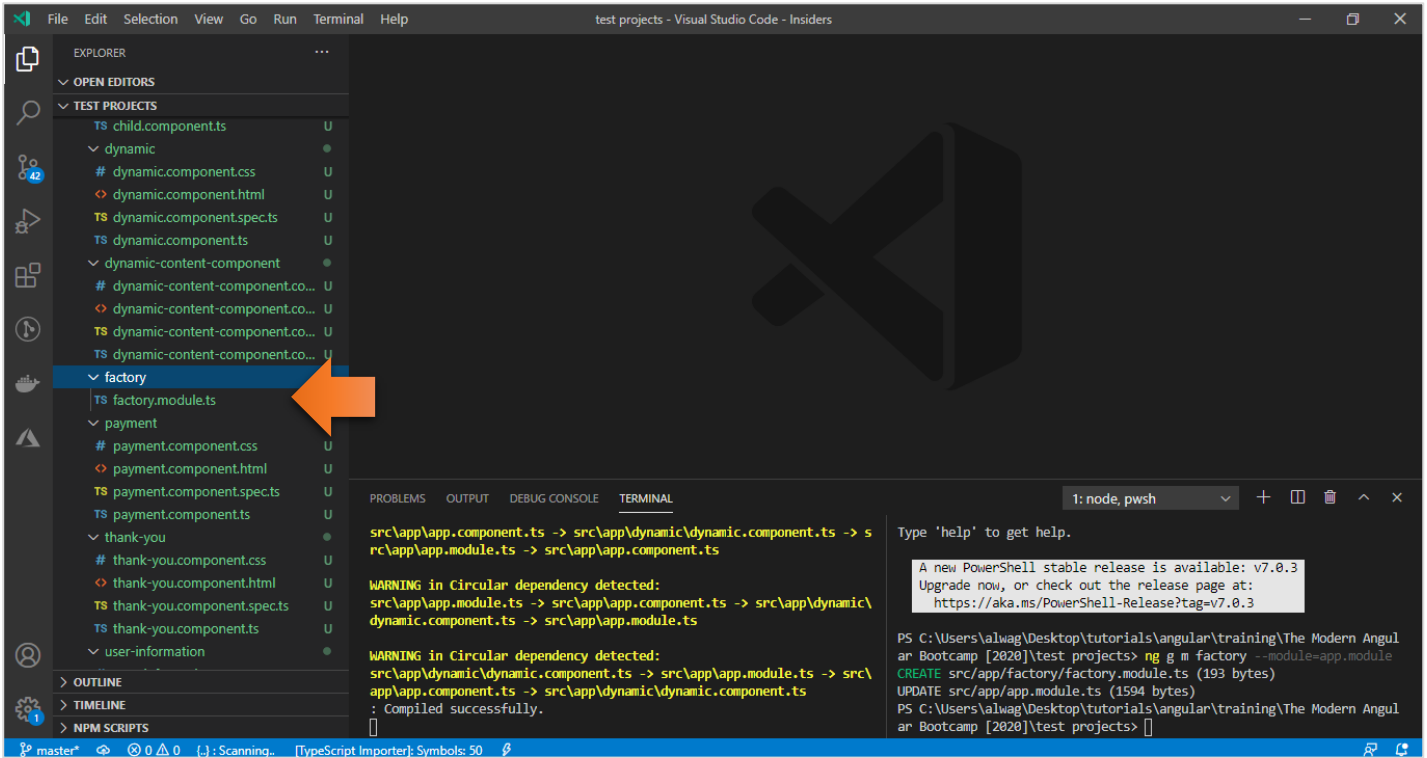 File Edit Selection View Go Run Terminal Help test projects - Visual Studio Code - Insiders
EXPLORER ...
OPEN EDITORS
TEST PROJECTS
TS child.component.ts U
dynamic
# dynamic.component.css U
<> dynamic.component.html U
TS dynamic.component.spec.ts U
TS dynamic.component.ts U
dynamic-content-component
# dynamic-content-component.co... U
<> dynamic-content-component.co... U
TS dynamic-content-component.co... U
TS dynamic-content-component.co... U
factory
TS factory.module.ts
payment
# payment.component.css U
<> payment.component.html U
TS payment.component.spec.ts U
TS payment.component.ts U
thank-you
# thank-you.component.css U
<> thank-you.component.html U
TS thank-you.component.spec.ts U
TS thank-you.component.ts U
user-information
OUTLINE
TIMELINE
NPM SCRIPTS
42
1
PROBLEMS OUTPUT DEBUG CONSOLE TERMINAL 1: node, pwsh
src\app\app.component.ts -> src\app\dynamic\dynamic.component.ts -> s
rc\app\app.module.ts -> src\app\app.component.ts
WARNING in Circular dependency detected:
src\app\app.module.ts -> src\app\app.component.ts -> src\app\dynamic\
dynamic.component.ts -> src\app\app.module.ts
WARNING in Circular dependency detected:
src\app\dynamic\dynamic.component.ts -> src\app\app.module.ts -> src\
app\app.component.ts -> src\app\dynamic\dynamic.component.ts
: Compiled successfully.
Type 'help' to get help.
A new PowerShell stable release is available: v7.0.3
Upgrade now, or check out the release page at:
https://aka.ms/PowerShell-Release?tag=v7.0.3
PS C:\Users\alwag\Desktop\tutorials\angular\training\The Modern Angul
ar Bootcamp [2020]\test projects> ng g m factory --module=app.module
CREATE src/app/factory/factory.module.ts (193 bytes)
UPDATE src/app/app.module.ts (1594 bytes)
PS C:\Users\alwag\Desktop\tutorials\angular\training\The Modern Angul
ar Bootcamp [2020]\test projects>
master* 0 0 {..} : Scanning.. [TypeScript Importer]: Symbols: 50